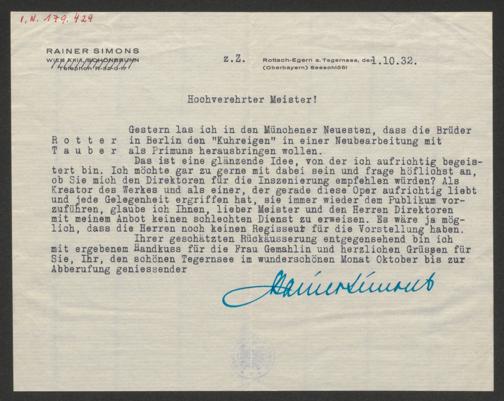 I.N. 179.429
RAINER SIMONS
WIEN XVIII, SCHÖNBRUNN
z.Z. Rottach-Egern a. Tegernsee, den 1.10.32.
(Oberbayern) Seeschlößl
Hochverehrter Meister!
Gestern las ich in den Münchener Neuesten, dass die Brüder
R o t t e r in Berlin den "Kuhreigen" in einer Neubearbeitung mit
T a u b e r als Primuns herausbringen wollen.
Das ist eine glänzende Idee, von der ich aufrichtig begeis-
tert bin. Ich möchte gar zu gerne mit dabei sein und frage höflichst an,
ob Sie mich den Direktoren für die Inszenierung empfehlen würden? Als
Kreator des Werkes und als einer, der gerade diese Oper aufrichtig liebt
und jede Gelegenheit ergriffen hat, sie immer wieder dem Publikum vor-
zuführen, glaube ich Ihnen, lieber Meister und den Herren Direktoren
mit meinem Anbot keinen schlechten Dienst zu erweisen. Es wäre ja mög-
lich, dass die Herren noch keinen Regisseur für die Vorstellung haben.
Ihrer geschätzten Rückäusserung entgegensehend bin ich
mit ergebenem Handkuss für die Frau Gemahlin und herzlichen Grüssen für
Sie, Ihr, den schönen Tegernsee im wunderschönen Monat Oktober bis zur
Abberufung geniessender
Rainer Simons